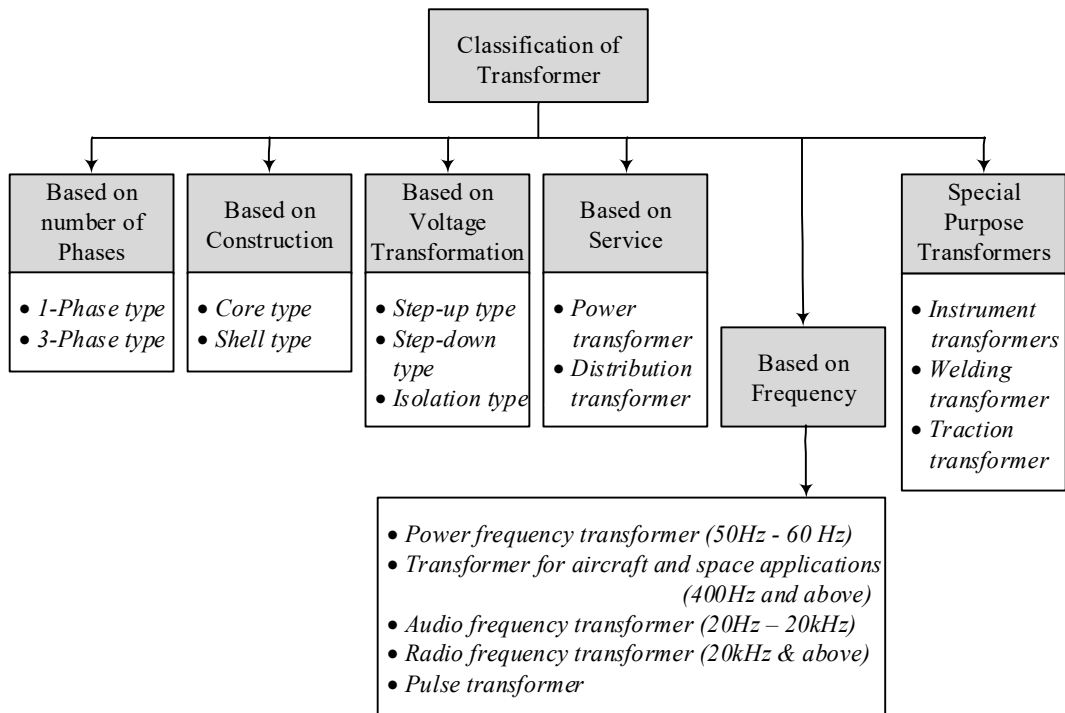 Classification of
Transformer
Based on
number of
Phases
• 1-Phase type
• 3-Phase type
Based on
Construction
• Core type
• Shell type
Based on
Voltage
Transformation
• Step-up type
• Step-down
type
• Isolation type
Based on
Service
• Power
transformer
• Distribution
transformer
Based on
Frequency
• Power frequency transformer (50Hz - 60 Hz)
• Transformer for aircraft and space applications
(400Hz and above)
• Audio frequency transformer (20Hz – 20kHz)
• Radio frequency transformer (20kHz & above)
• Pulse transformer
Special
Purpose
Transformers
• Instrument
transformers
• Welding
transformer
• Traction
transformer